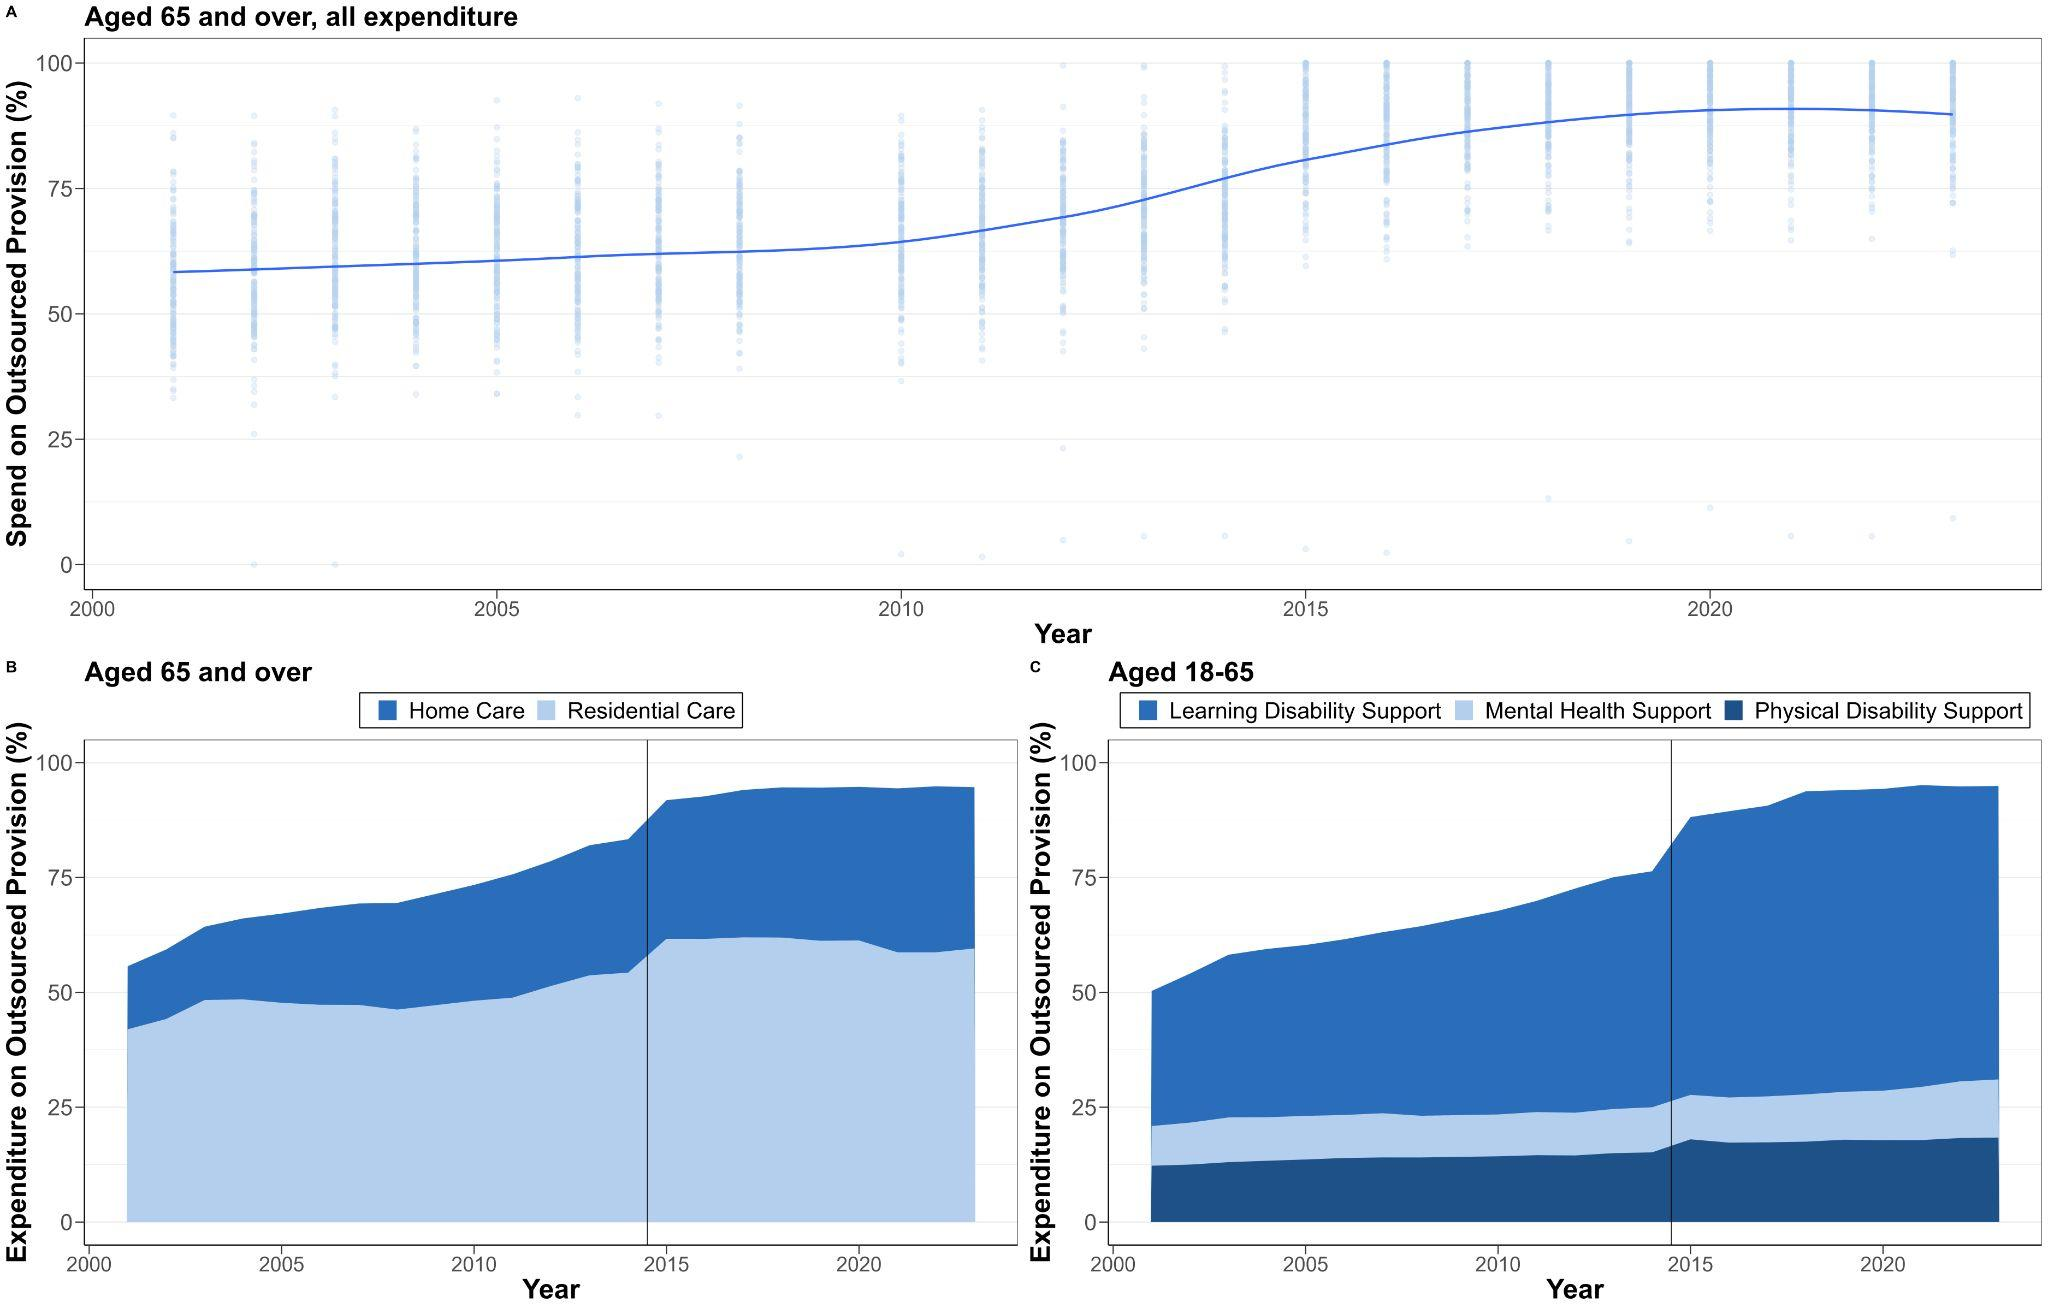 A
Aged 65 and over, all expenditure
Spend on Outsourced Provision (%)
100
75
50
25
0
2000 2005 2010 2015 2020
Year
B
Aged 65 and over
Home Care Residential Care
Expenditure on Outsourced Provision (%)
100
75
50
25
0
2000 2005 2010 2015 2020
Year
C
Aged 18-65
Learning Disability Support Mental Health Support Physical Disability Support
Expenditure on Outsourced Provision (%)
100
75
50
25
0
2000 2005 2010 2015 2020
Year